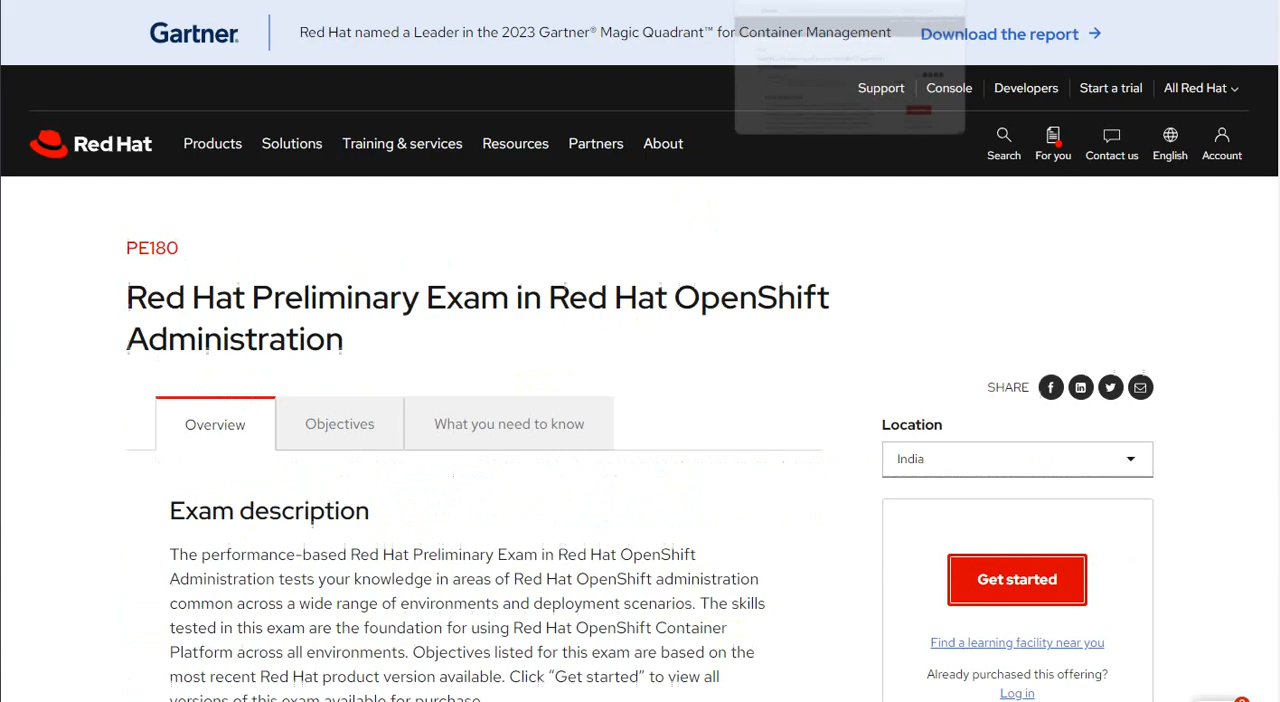 Gartner.
Red Hat named a Leader in the 2023 Gartner® Magic Quadrant™ for Container Management
Download the report →
Support
Console
Developers
Start a trial
All Red Hat
Red Hat
Products
Solutions
Training & services
Resources
Partners
About
Search
For you
Contact us
English
Account
PE180
Red Hat Preliminary Exam in Red Hat OpenShift
Administration
SHARE
Overview
Objectives
What you need to know
Location
India
Exam description
The performance-based Red Hat Preliminary Exam in Red Hat OpenShift
Administration tests your knowledge in areas of Red Hat OpenShift administration
common across a wide range of environments and deployment scenarios. The skills
tested in this exam are the foundation for using Red Hat OpenShift Container
Platform across all environments. Objectives listed for this exam are based on the
most recent Red Hat product version available. Click “Get started” to view all
versions of this exam available for purchase.
Get started
Find a learning facility near you
Already purchased this offering?
Log in